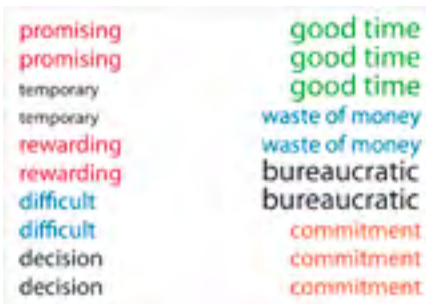 promising good time
promising good time
temporary good time
temporary waste of money
rewarding waste of money
rewarding bureaucratic
difficult bureaucratic
difficult commitment
decision commitment
decision commitment